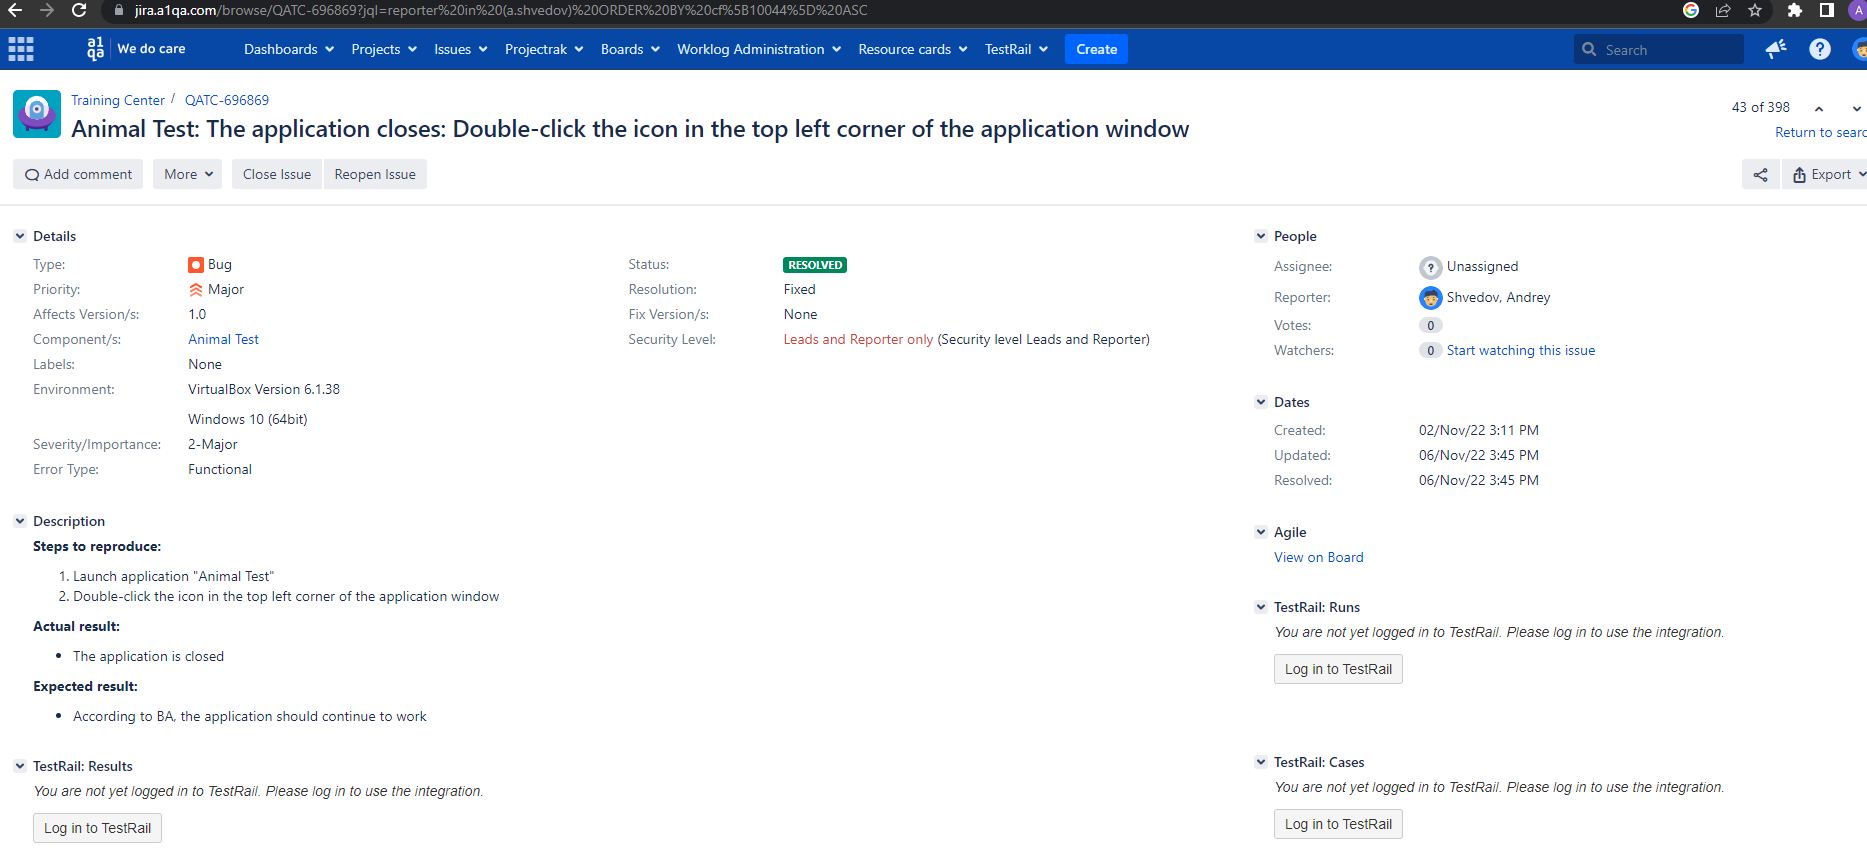 jira.a1qa.com/browse/QATC-696869?jql=reporter%20in%20(a.shvedov)%20ORDER%20BY%20cf%5B10044%5D%20ASC
A
a1qa We do care Dashboards Projects Issues Projectrak Boards Worklog Administration Resource cards TestRail Create Search
Training Center / QATC-696869
43 of 398
Animal Test: The application closes: Double-click the icon in the top left corner of the application window
Return to searc
Add comment More Close Issue Reopen Issue Export
Details
Type: Bug
Status: RESOLVED
Priority: Major
Resolution: Fixed
Affects Version/s: 1.0
Fix Version/s: None
Component/s: Animal Test
Security Level: Leads and Reporter only (Security level Leads and Reporter)
Labels: None
Environment: VirtualBox Version 6.1.38
Windows 10 (64bit)
Severity/Importance: 2-Major
Error Type: Functional
Description
Steps to reproduce:
1. Launch application "Animal Test"
2. Double-click the icon in the top left corner of the application window
Actual result:
• The application is closed
Expected result:
• According to BA, the application should continue to work
TestRail: Results
You are not yet logged in to TestRail. Please log in to use the integration.
Log in to TestRail
People
Assignee: Unassigned
Reporter: Shvedov, Andrey
Votes: 0
Watchers: 0 Start watching this issue
Dates
Created: 02/Nov/22 3:11 PM
Updated: 06/Nov/22 3:45 PM
Resolved: 06/Nov/22 3:45 PM
Agile
View on Board
TestRail: Runs
You are not yet logged in to TestRail. Please log in to use the integration.
Log in to TestRail
TestRail: Cases
You are not yet logged in to TestRail. Please log in to use the integration.
Log in to TestRail